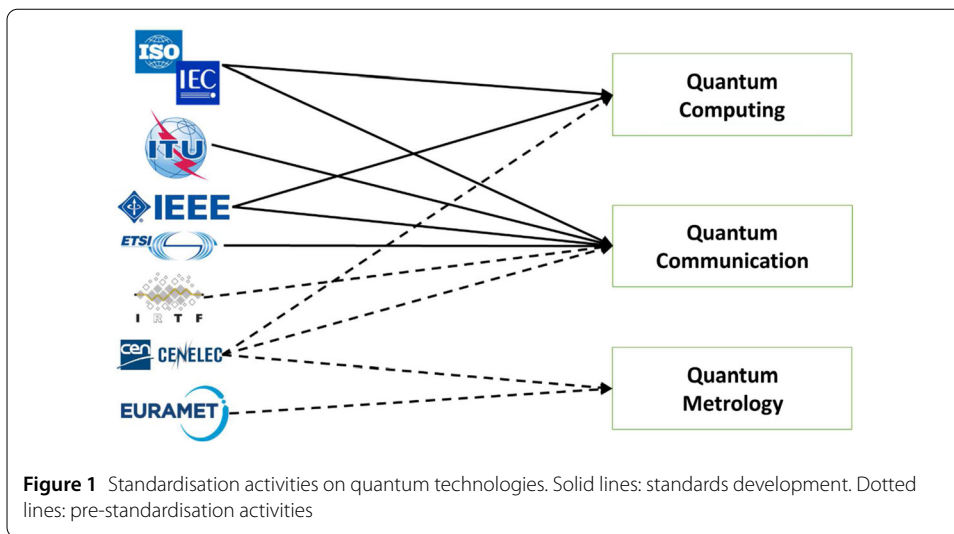 ISO
IEC
ITU
IEEE
ETSI
IRTF
cen CENELEC
EURAMET
Quantum
Computing
Quantum
Communication
Quantum
Metrology
Figure 1 Standardisation activities on quantum technologies. Solid lines: standards development. Dotted
lines: pre-standardisation activities